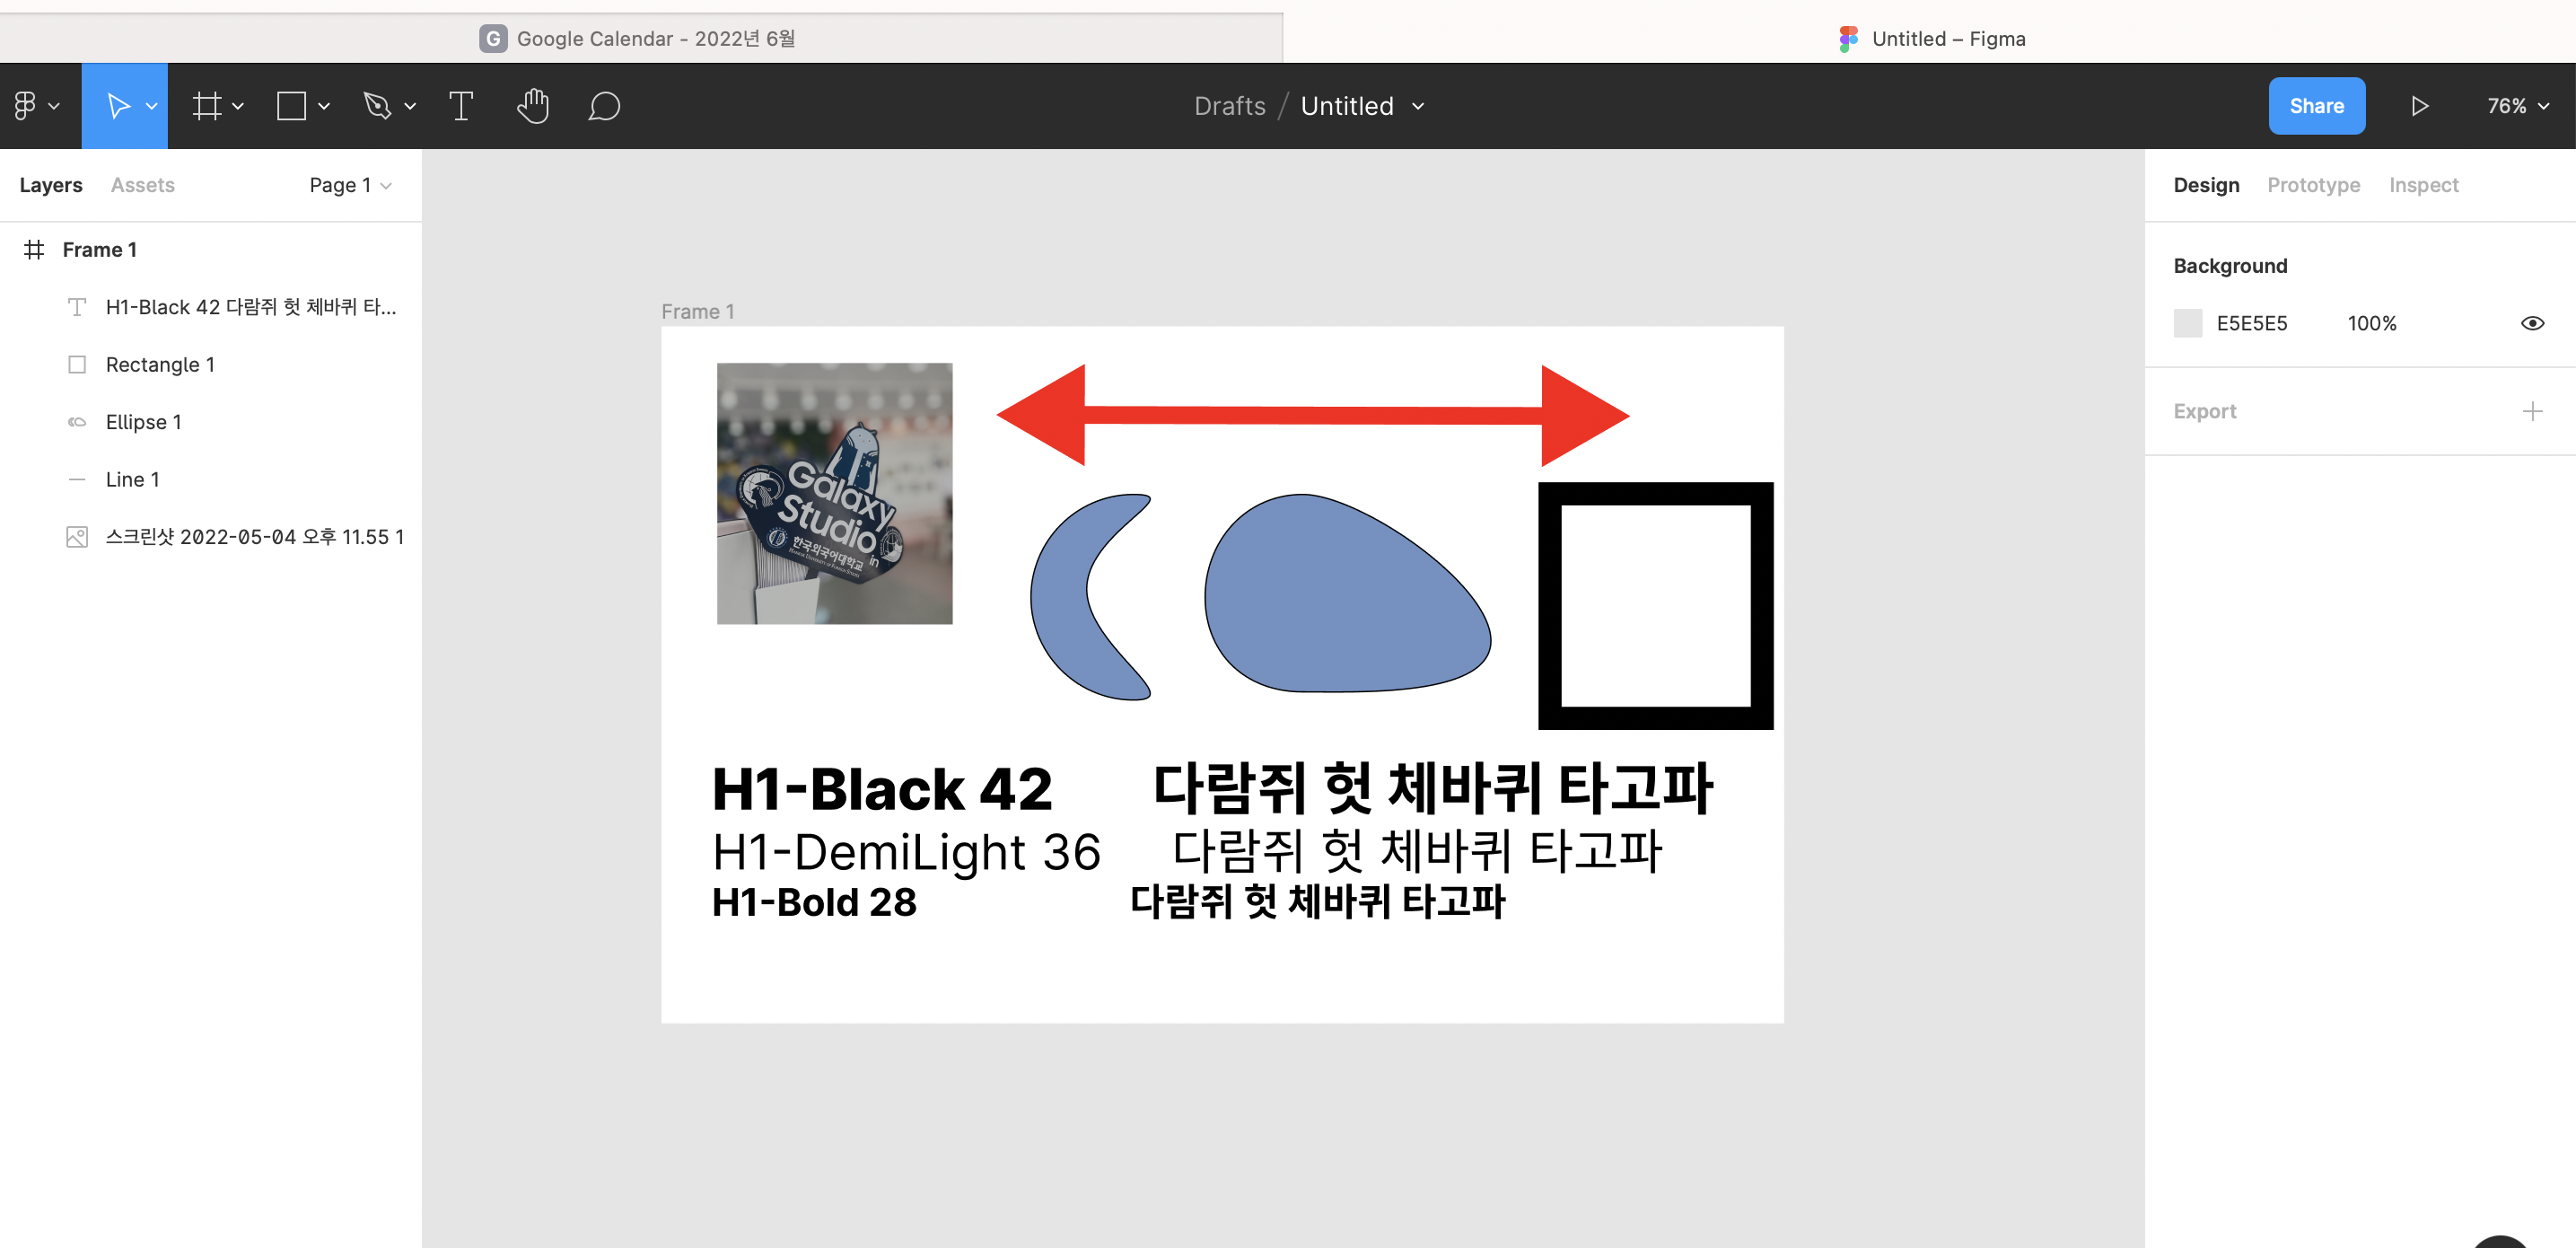 G Google Calendar - 2022년 6월
Untitled – Figma
Drafts / Untitled
Share
76%
Layers
Assets
Page 1
Design
Prototype
Inspect
Frame 1
H1-Black 42 다람쥐 헛 체바퀴 타...
Rectangle 1
Ellipse 1
Line 1
스크린샷 2022-05-04 오후 11.55 1
Background
E5E5E5 100%
Export
Frame 1
Galaxy
Studio
in
한국외국어대학교
H1-Black 42 다람쥐 헛 체바퀴 타고파
H1-DemiLight 36 다람쥐 헛 체바퀴 타고파
H1-Bold 28 다람쥐 헛 체바퀴 타고파